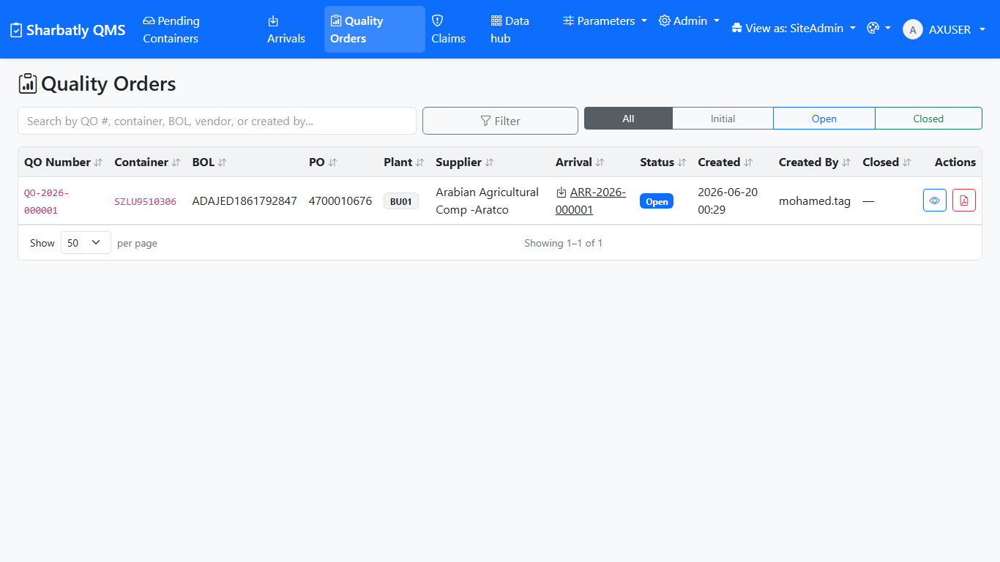 Sharbatly QMS
Pending
Containers
Arrivals
Quality
Orders
Claims
Data
hub
Parameters
Admin
View as: SiteAdmin
A
AXUSER
Quality Orders
Search by QO #, container, BOL, vendor, or created by...
Filter
All
Initial
Open
Closed
QO Number
Container
BOL
PO
Plant
Supplier
Arrival
Status
Created
Created By
Closed
Actions
QO-2026-
000001
SZLU9510306
ADAJED1861792847
4700010676
BU01
Arabian Agricultural
Comp -Aratco
ARR-2026-
000001
Open
2026-06-20
00:29
mohamed.tag
—
Show
50
per page
Showing 1–1 of 1